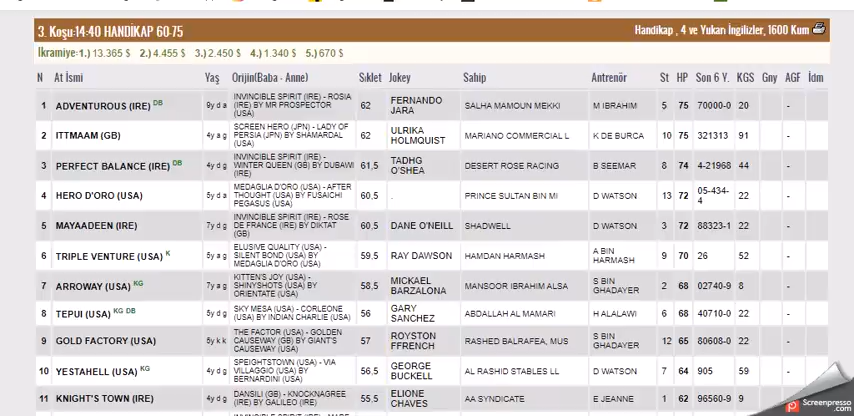 3. Koşu:14:40 HANDİKAP 60-75 Handikap , 4 ve Yukarı İngilizler, 1600 Kum
İkramiye:1.) 13.365 $ 2.) 4.455 $ 3.) 2.450 $ 4.) 1.340 $ 5.) 670 $
N At İsmi Yaş Orijin(Baba - Anne) Sıklet Jokey Sahip Antrenör St HP Son 6 Y. KGS Gny AGF İdm
1 ADVENTUROUS (IRE) DB 9y d a INVINCIBLE SPIRIT (IRE) - ROSIA (IRE) BY MR PROSPECTOR (USA) 62 FERNANDO JARA SALHA MAMOUN MEKKI M IBRAHIM 5 75 70000-0 20 -
2 ITTMAAM (GB) 4y a g SCREEN HERO (JPN) - LADY OF PERSIA (JPN) BY SHAMARDAL (USA) 62 ULRIKA HOLMQUIST MARIANO COMMERCIAL L K DE BURCA 10 75 321313 91 -
3 PERFECT BALANCE (IRE) DB 4y d g INVINCIBLE SPIRIT (IRE) - WINTER QUEEN (GB) BY DUBAWI (IRE) 61,5 TADHG O'SHEA DESERT ROSE RACING B SEEMAR 8 74 4-21968 44 -
4 HERO D'ORO (USA) 5y d a MEDAGLIA D'ORO (USA) - AFTER THOUGHT (USA) BY FUSAICHI PEGASUS (USA) 60,5 . PRINCE SULTAN BIN MI D WATSON 13 72 05-434-4 22 -
5 MAYAADEEN (IRE) 7y d g INVINCIBLE SPIRIT (IRE) - ROSE DE FRANCE (IRE) BY DIKTAT (GB) 60,5 DANE O'NEILL SHADWELL D WATSON 3 72 88323-1 22 -
6 TRIPLE VENTURE (USA) K 5y a g ELUSIVE QUALITY (USA) - SILENT BOND (USA) BY MEDAGLIA D'ORO (USA) 59,5 RAY DAWSON HAMDAN HARMASH A BIN HARMASH 9 70 26 52 -
7 ARROWAY (USA) KG 7y a g KITTEN'S JOY (USA) - SHINYSHOTS (USA) BY ORIENTATE (USA) 58,5 MICKAEL BARZALONA MANSOOR IBRAHIM ALSA S BIN GHADAYER 2 68 02740-9 8 -
8 TEPUI (USA) KG DB 5y d g SKY MESA (USA) - CORLEONE (USA) BY INDIAN CHARLIE (USA) 56 GARY SANCHEZ ABDALLAH AL MAMARI H ALALAWI 6 68 40710-0 22 -
9 GOLD FACTORY (USA) 5y k k THE FACTOR (USA) - GOLDEN CAUSEWAY (GB) BY GIANT'S CAUSEWAY (USA) 57 ROYSTON FFRENCH RASHED BALRAFEA, MUS S BIN GHADAYER 12 65 80608-0 22 -
10 YESTAHELL (USA) KG 4y d g SPEIGHTSTOWN (USA) - VIA VILLAGGIO (USA) BY BERNARDINI (USA) 56,5 GEORGE BUCKELL AL RASHID STABLES LL D WATSON 7 64 905 59 -
11 KNIGHT'S TOWN (IRE) 4y d g DANSILI (GB) - KNOCKNAGREE (IRE) BY GALILEO (IRE) 55,5 ELIONE CHAVES AA SYNDICATE E JEANNE 1 62 96560-9 9
Screenpresso
.com